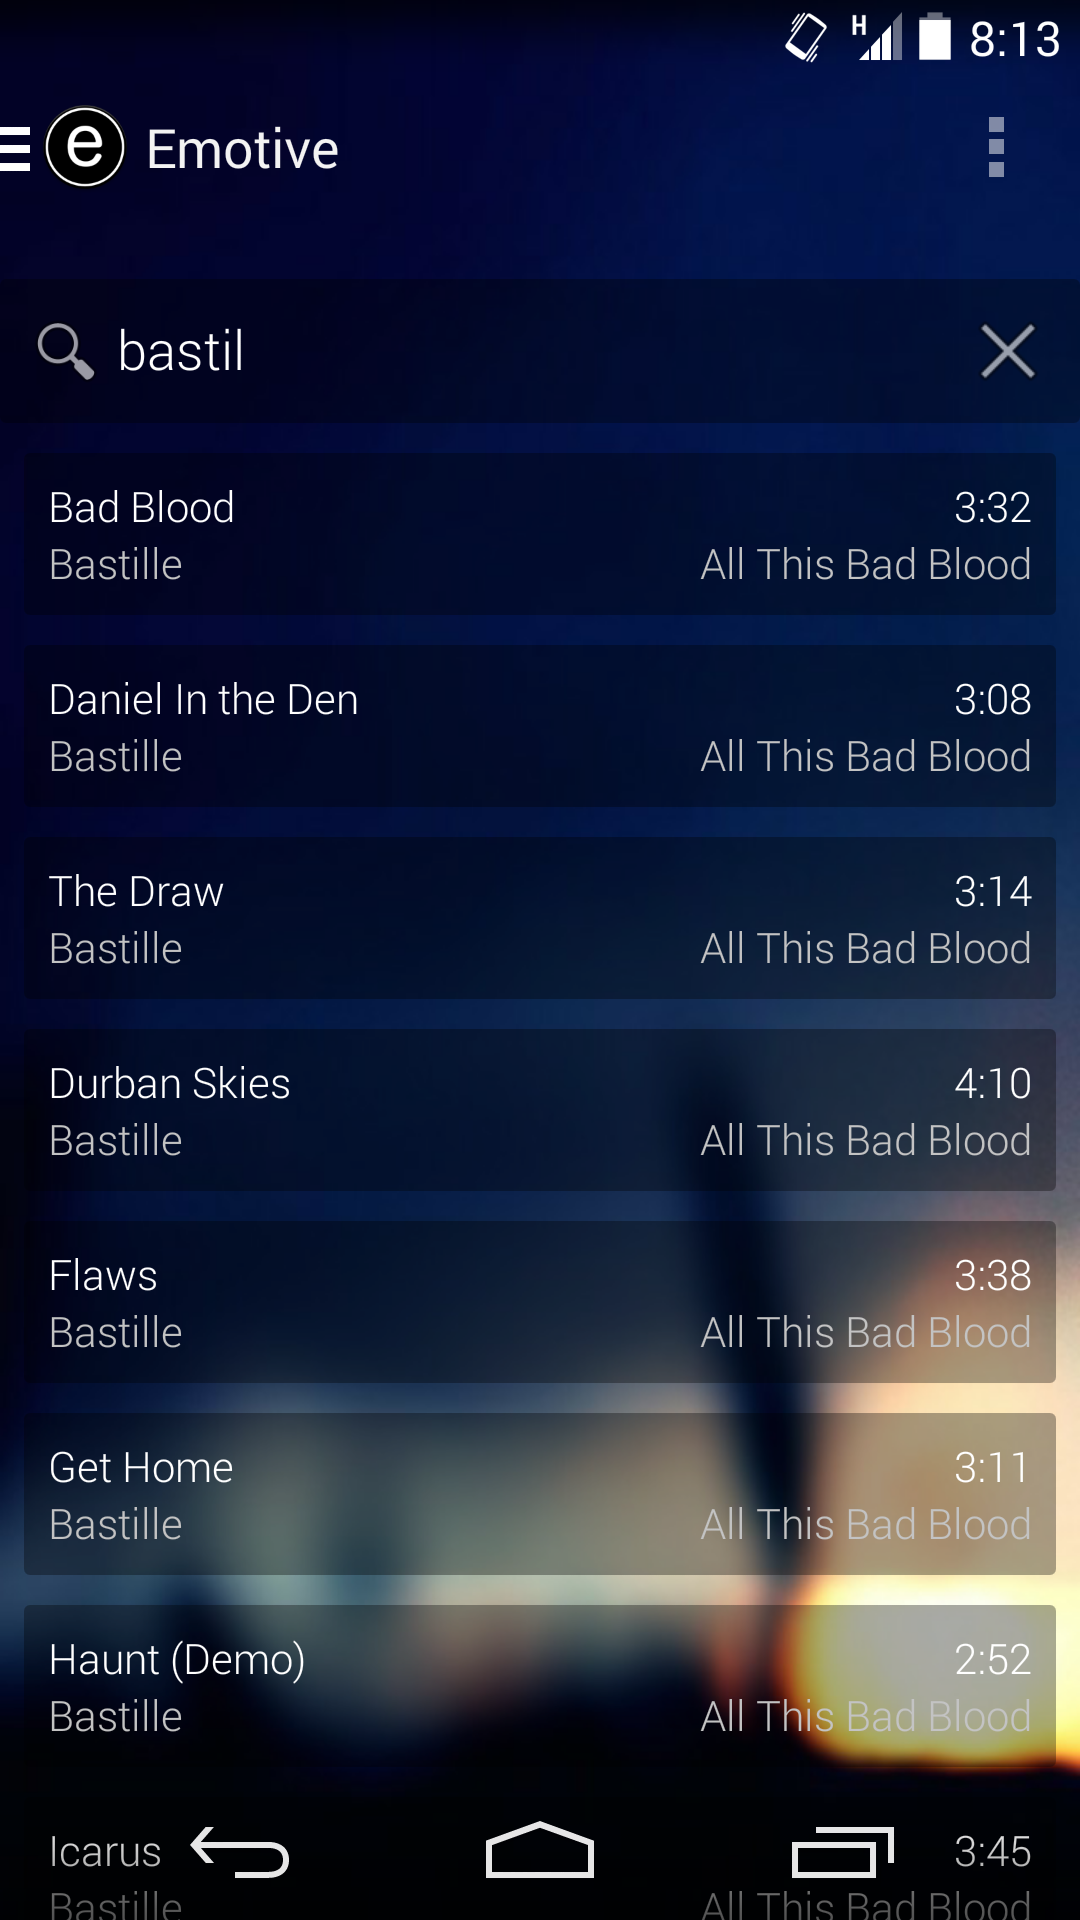 H 8:13
e Emotive
bastil
Bad Blood 3:32
Bastille All This Bad Blood
Daniel In the Den 3:08
Bastille All This Bad Blood
The Draw 3:14
Bastille All This Bad Blood
Durban Skies 4:10
Bastille All This Bad Blood
Flaws 3:38
Bastille All This Bad Blood
Get Home 3:11
Bastille All This Bad Blood
Haunt (Demo) 2:52
Bastille All This Bad Blood
Icarus 3:45
Bastille All This Bad Blood